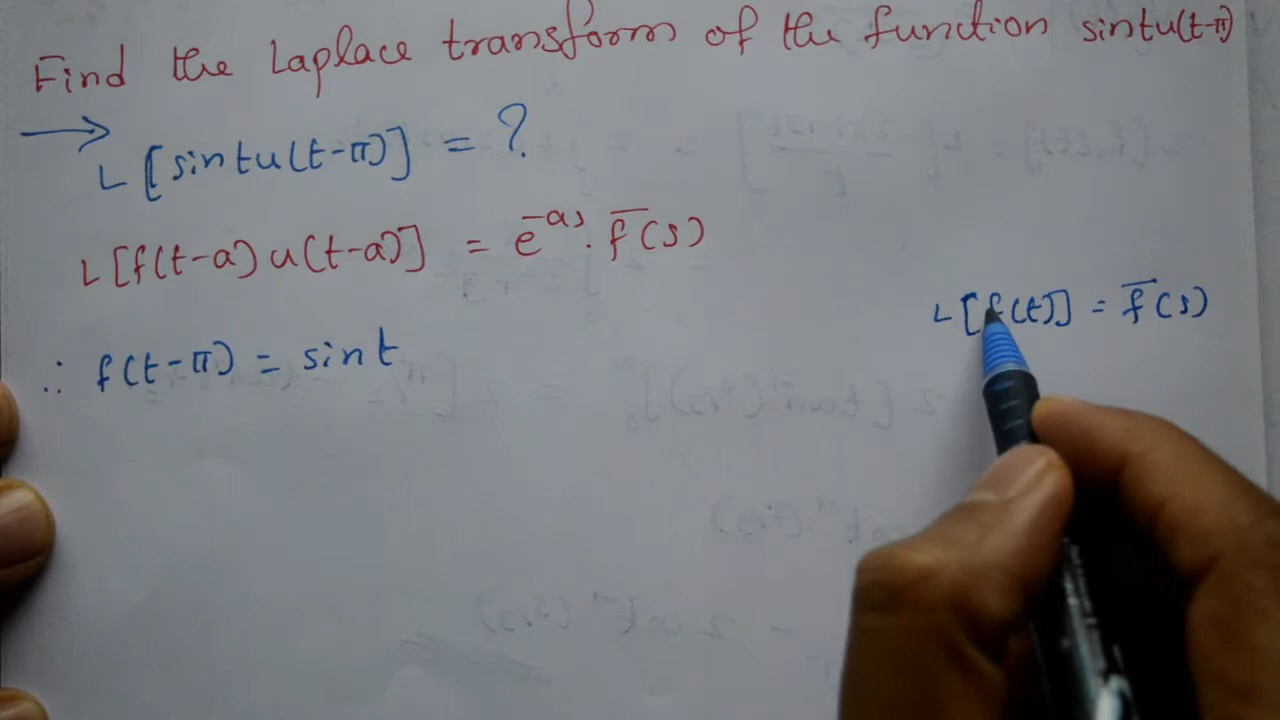 Find the Laplace transform of the function sintu(t-π)
→ L[sintu(t-π)] = ?
L[f(t-a)u(t-a)] = e^-as . f̅(s)
L[f(t)] = f̅(s)
∴ f(t-π) = sint